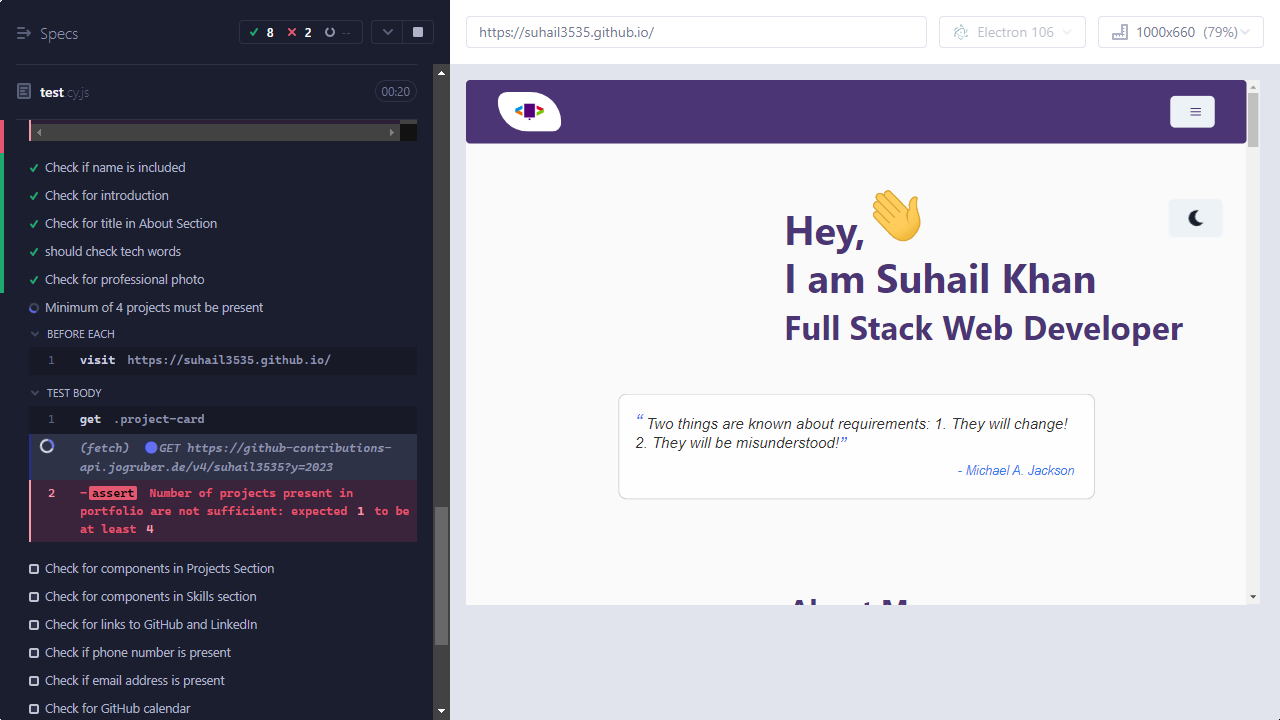 Specs
8
2
--
test.cy.js
00:20
Check if name is included
Check for introduction
Check for title in About Section
should check tech words
Check for professional photo
Minimum of 4 projects must be present
BEFORE EACH
1 visit https://suhail3535.github.io/
TEST BODY
1 get .project-card
(fetch) GET https://github-contributions-
api.jogruber.de/v4/suhail3535?y=2023
2 -assert Number of projects present in
portfolio are not sufficient: expected 1 to be
at least 4
Check for components in Projects Section
Check for components in Skills section
Check for links to GitHub and LinkedIn
Check if phone number is present
Check if email address is present
Check for GitHub calendar
https://suhail3535.github.io/
Electron 106
1000x660 (79%)
Hey,
I am Suhail Khan
Full Stack Web Developer
“ Two things are known about requirements: 1. They will change!
2. They will be misunderstood!”
- Michael A. Jackson
About M